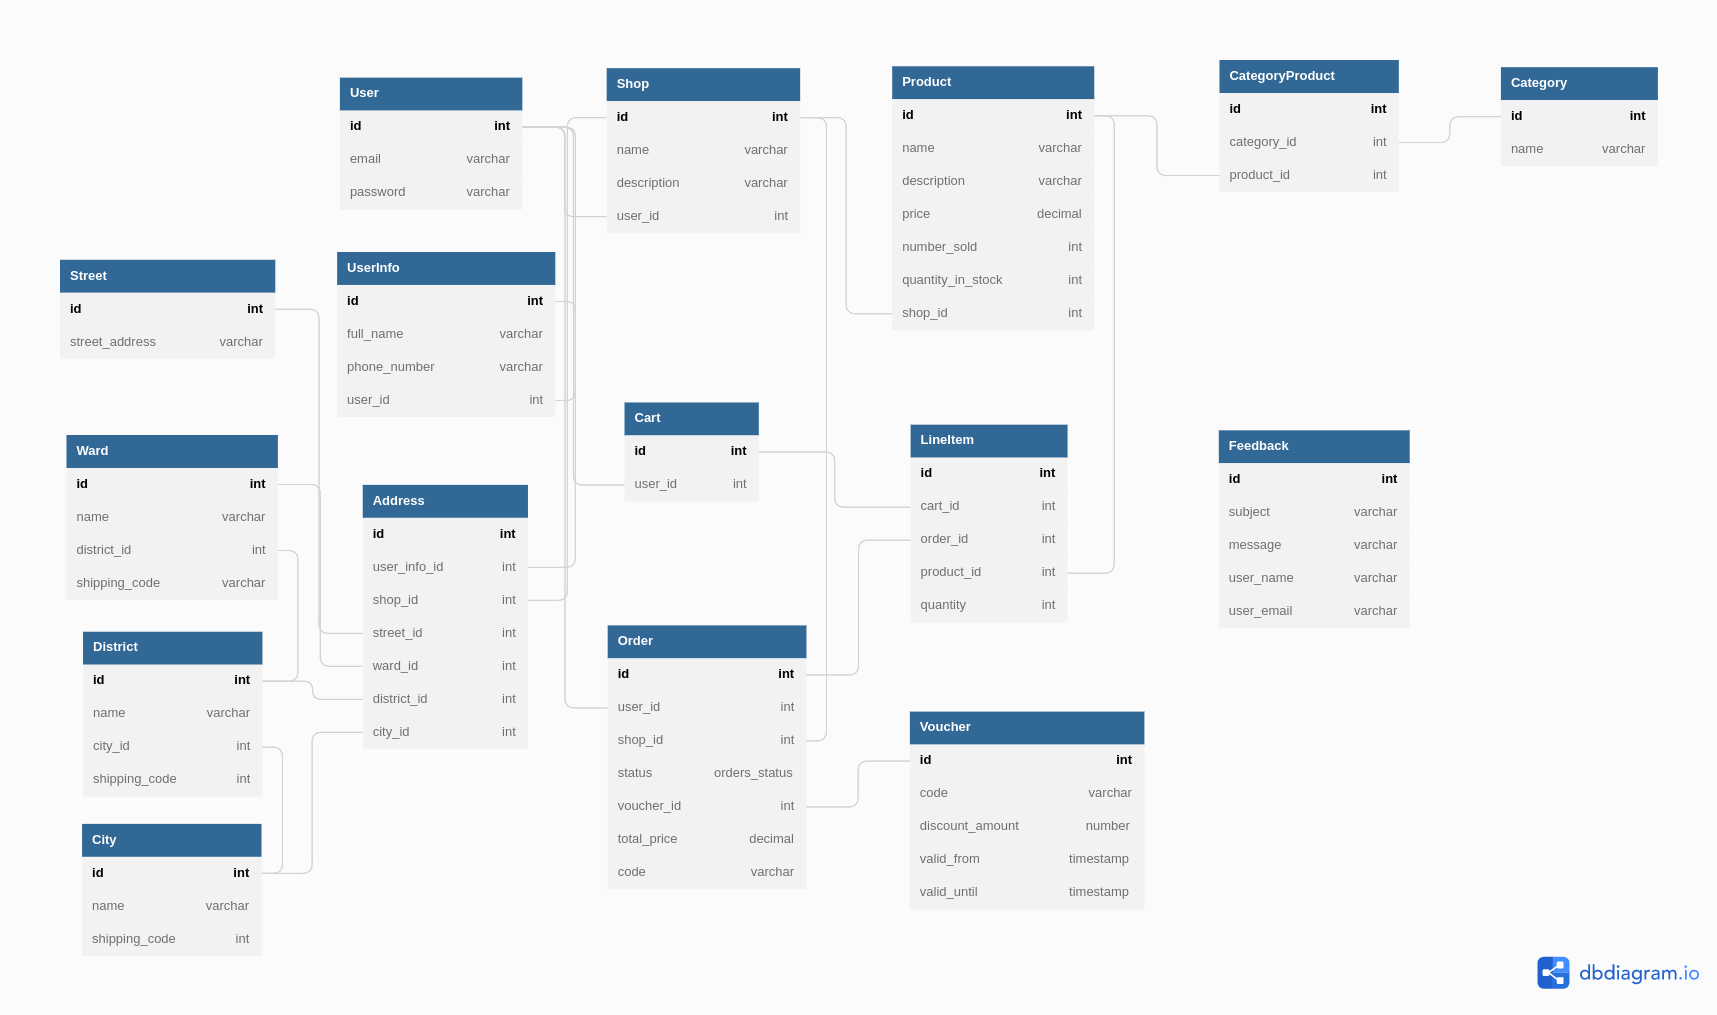 User
id int
email varchar
password varchar
Shop
id int
name varchar
description varchar
user_id int
Product
id int
name varchar
description varchar
price decimal
number_sold int
quantity_in_stock int
shop_id int
CategoryProduct
id int
category_id int
product_id int
Category
id int
name varchar
Street
id int
street_address varchar
UserInfo
id int
full_name varchar
phone_number varchar
user_id int
Cart
id int
user_id int
LineItem
id int
cart_id int
order_id int
product_id int
quantity int
Feedback
id int
subject varchar
message varchar
user_name varchar
user_email varchar
Ward
id int
name varchar
district_id int
shipping_code varchar
Address
id int
user_info_id int
shop_id int
street_id int
ward_id int
district_id int
city_id int
District
id int
name varchar
city_id int
shipping_code int
Order
id int
user_id int
shop_id int
status orders_status
voucher_id int
total_price decimal
code varchar
Voucher
id int
code varchar
discount_amount number
valid_from timestamp
valid_until timestamp
City
id int
name varchar
shipping_code int
dbdiagram.io